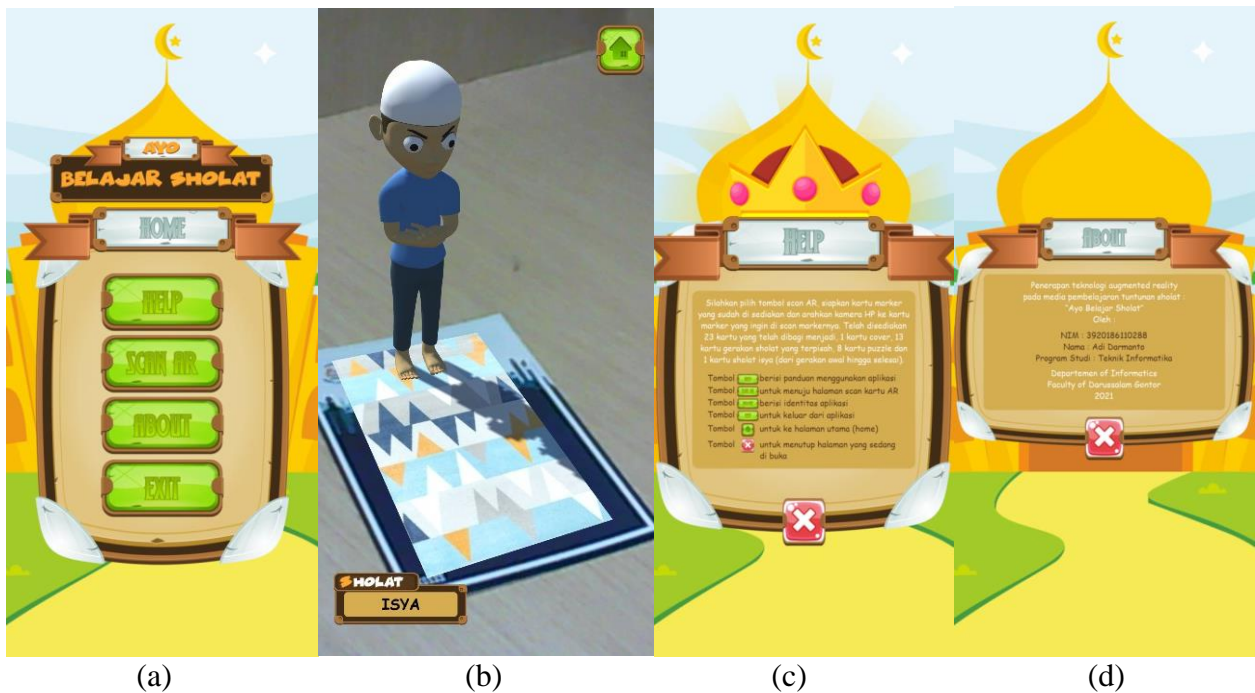 AYO
BELAJAR SHOLAT
HOME
HELP
SCAN AR
ABOUT
EXIT
SHOLAT
ISYA
HELP
Silahkan pilih tombol scan AR, siapkan kartu marker
yang sudah di sediakan dan arahkan kamera HP ke kartu
marker yang ingin di scan markernya. Telah disediakan
23 kartu yang telah dibagi menjadi, 1 kartu cover, 13
kartu gerakan sholat yang terpisah, 8 kartu puzzle dan
1 kartu sholat isya (dari gerakan awal hingga selesai).
Tombol berisi panduan menggunakan aplikasi
Tombol untuk menuju halaman scan kartu AR
Tombol berisi identitas aplikasi
Tombol untuk keluar dari aplikasi
Tombol untuk ke halaman utama (home)
Tombol untuk menutup halaman yang sedang
di buka
ABOUT
Penerapan teknologi augmented reality
pada media pembelajaran tuntunan sholat :
"Ayo Belajar Sholat"
Oleh :
NIM : 3920186110288
Nama : Adi Darmanto
Program Studi : Teknik Informatika
Departemen of Informatics
Faculty of Darussalam Gontor
2021
(a)
(b)
(c)
(d)